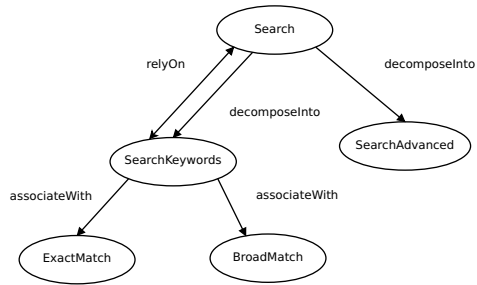 Search
relyOn
decomposeInto
decomposeInto
SearchKeywords
SearchAdvanced
associateWith
associateWith
ExactMatch
BroadMatch